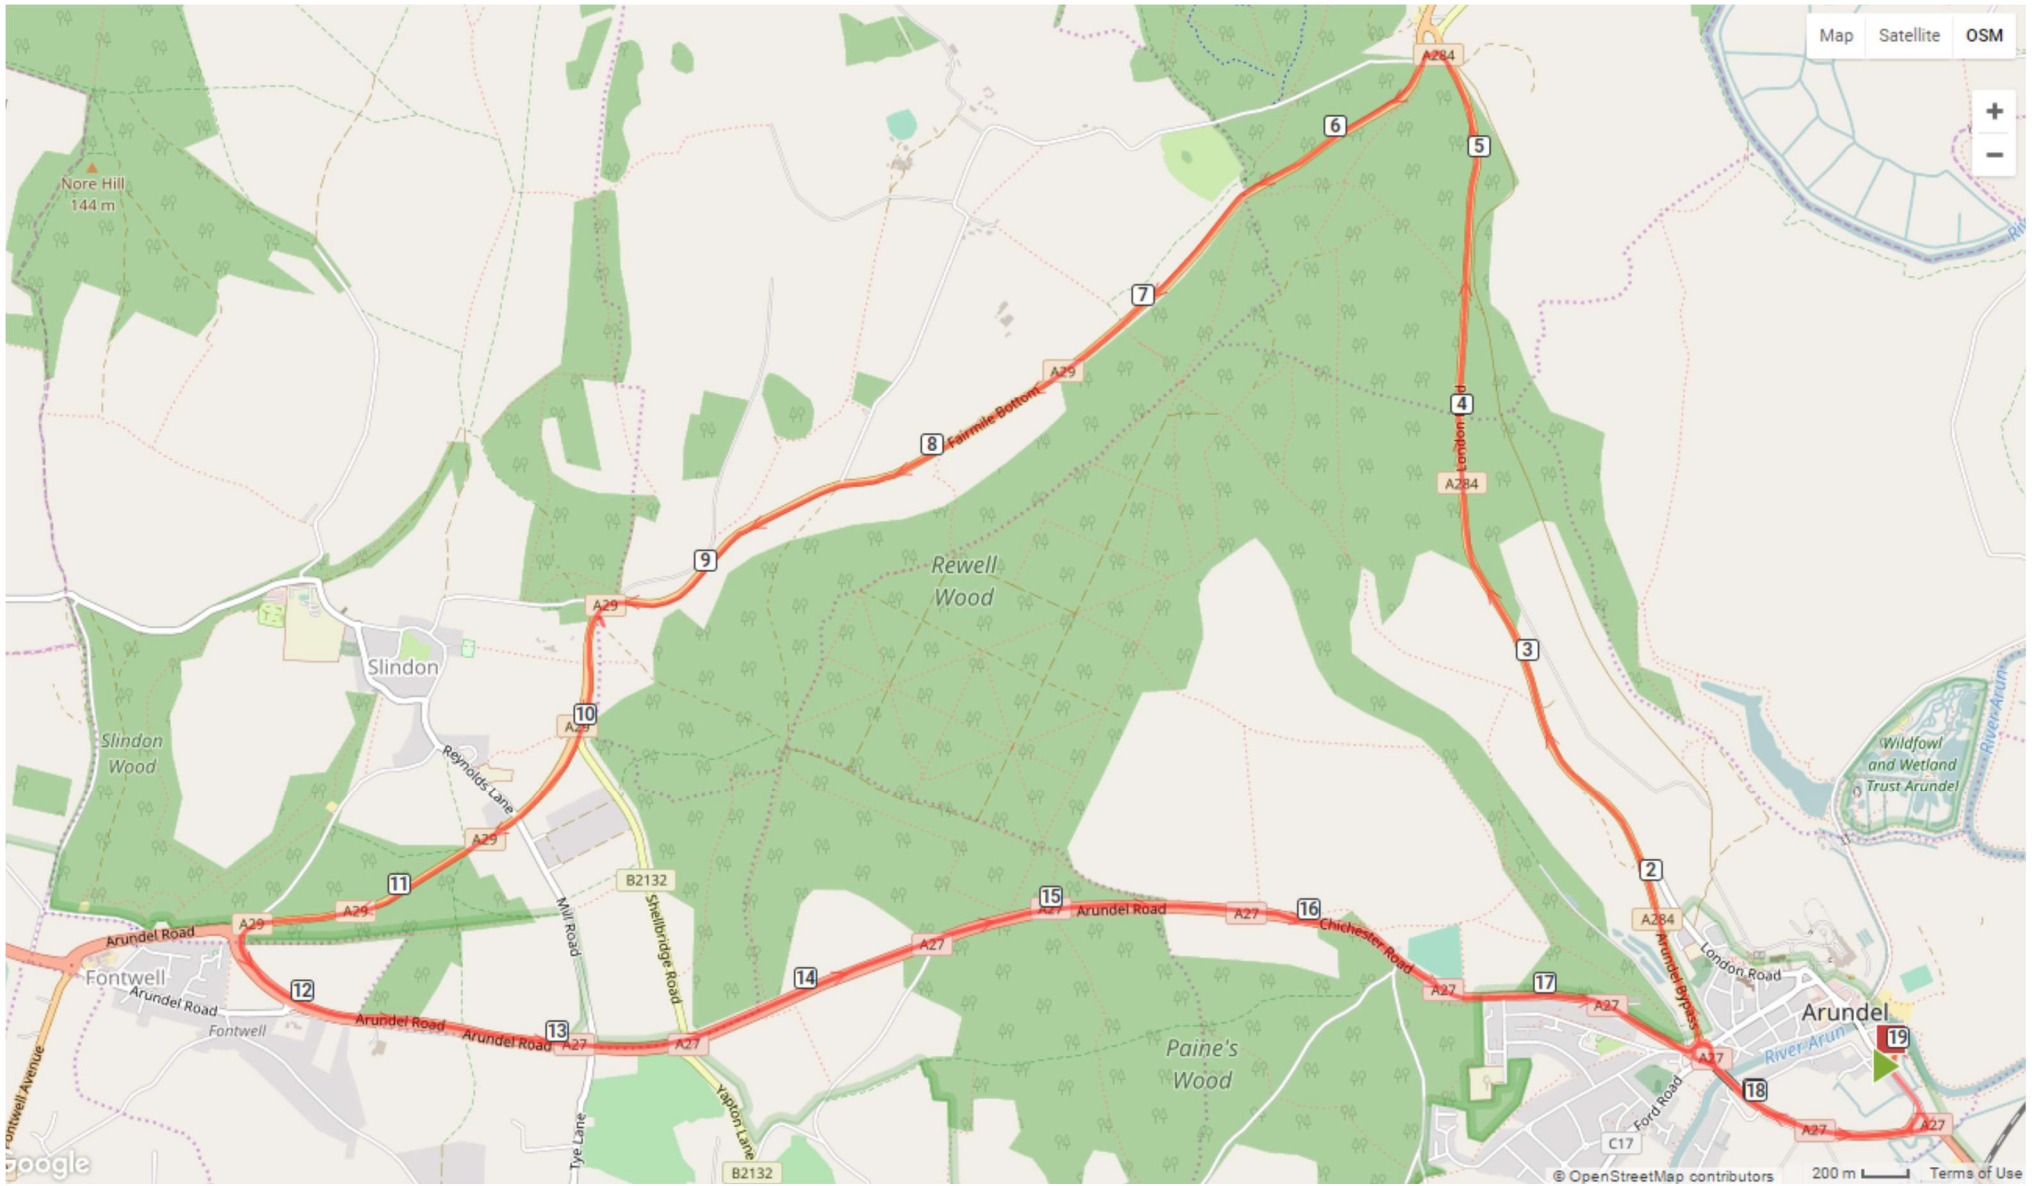 Map
Satellite
OSM
+
−
A284
6
5
Nore Hill
144 m
7
A29
4
London
8
Fairmile Bottom
A284
9
Rewell
Wood
A29
3
Slindon
10
A29
Slindon
Wood
Reynolds Lane
Wildfowl
and Wetland
Trust Arundel
River Arun
A29
2
B2132
11
15
A29
A29
A27
Arundel Road
A27
16
A284
Mill Road
Shelbridge Road
Chichester Road
Arundel Road
A27
London Road
Arundel Bypass
Fontwell
14
A27
17
12
Arundel Road
A27
Arundel
Arundel Road
Fontwell
13
Arundel Road
A27
A27
Paine's
Wood
River Arun
19
A27
18
Fontwell Avenue
Ford Road
Yapton Lane
Tye Lane
A27
A27
C17
Google
B2132
© OpenStreetMap contributors
200 m
Terms of Use